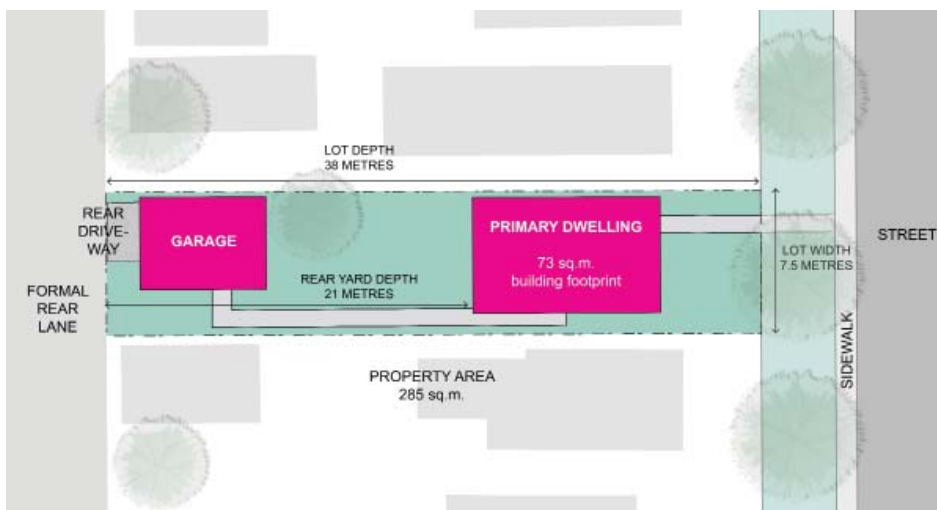 LOT DEPTH
38 METRES
REAR
DRIVE-
WAY
GARAGE
PRIMARY DWELLING
73 sq.m.
building footprint
STREET
LOT WIDTH
7.5 METRES
REAR YARD DEPTH
21 METRES
FORMAL
REAR
LANE
SIDEWALK
PROPERTY AREA
285 sq.m.